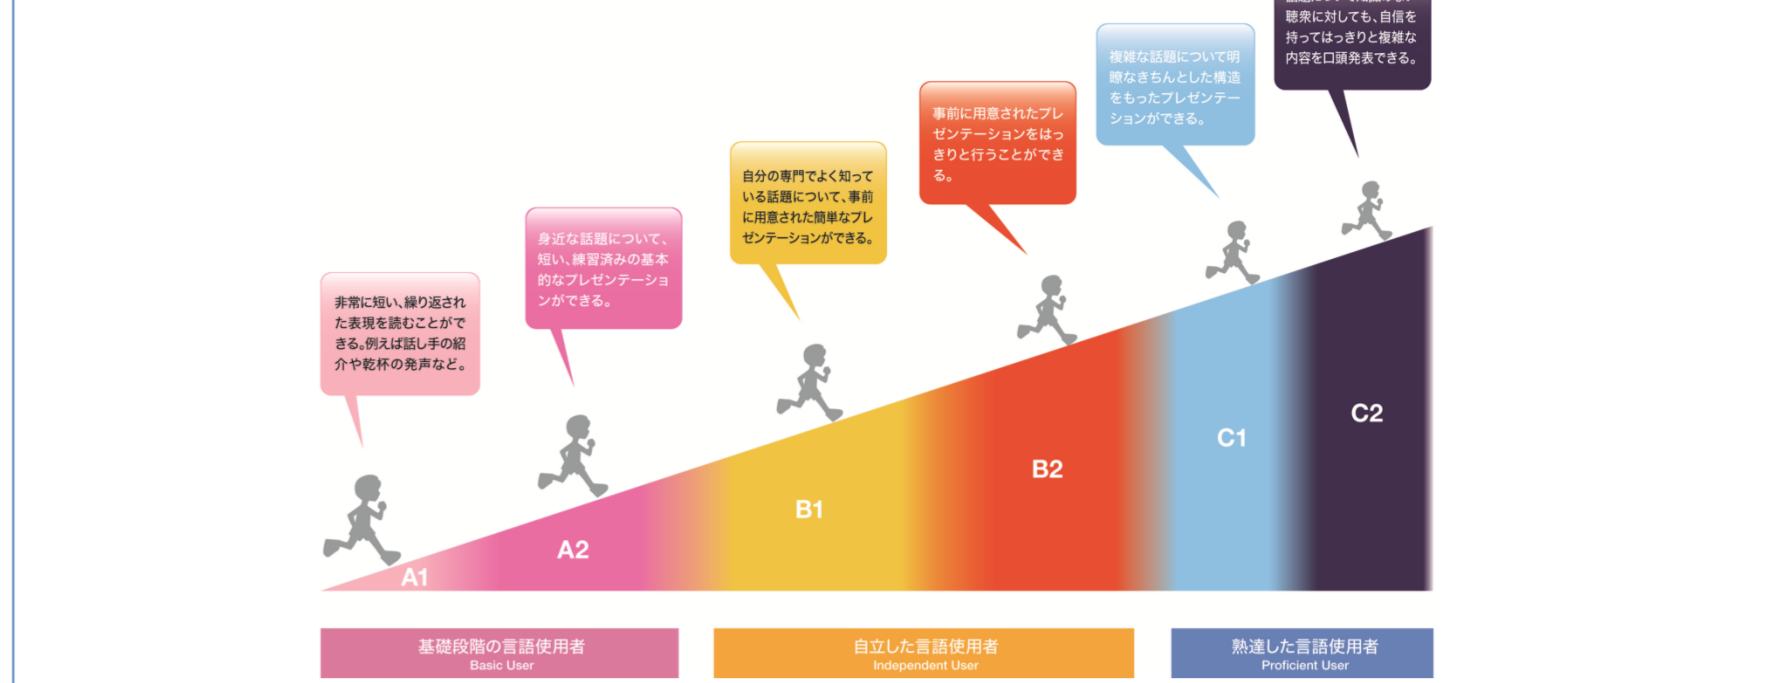 聴衆に対しても、自信を
持ってはっきりと複雑な
内容を口頭発表できる。
複雑な話題について明
瞭なきちんとした構造
をもったプレゼンテー
ションができる。
事前に用意されたプレ
ゼンテーションをはっ
きりと行うことができ
る。
自分の専門でよく知って
いる話題について、事前
に用意された簡単なプレ
ゼンテーションができる。
身近な話題について、
短い、練習済みの基本
的なプレゼンテーショ
ンができる。
非常に短い、繰り返され
た表現を読むことがで
きる。例えば話し手の紹
介や乾杯の発声など。
A1
A2
B1
B2
C1
C2
基礎段階の言語使用者
Basic User
自立した言語使用者
Independent User
熟達した言語使用者
Proficient User